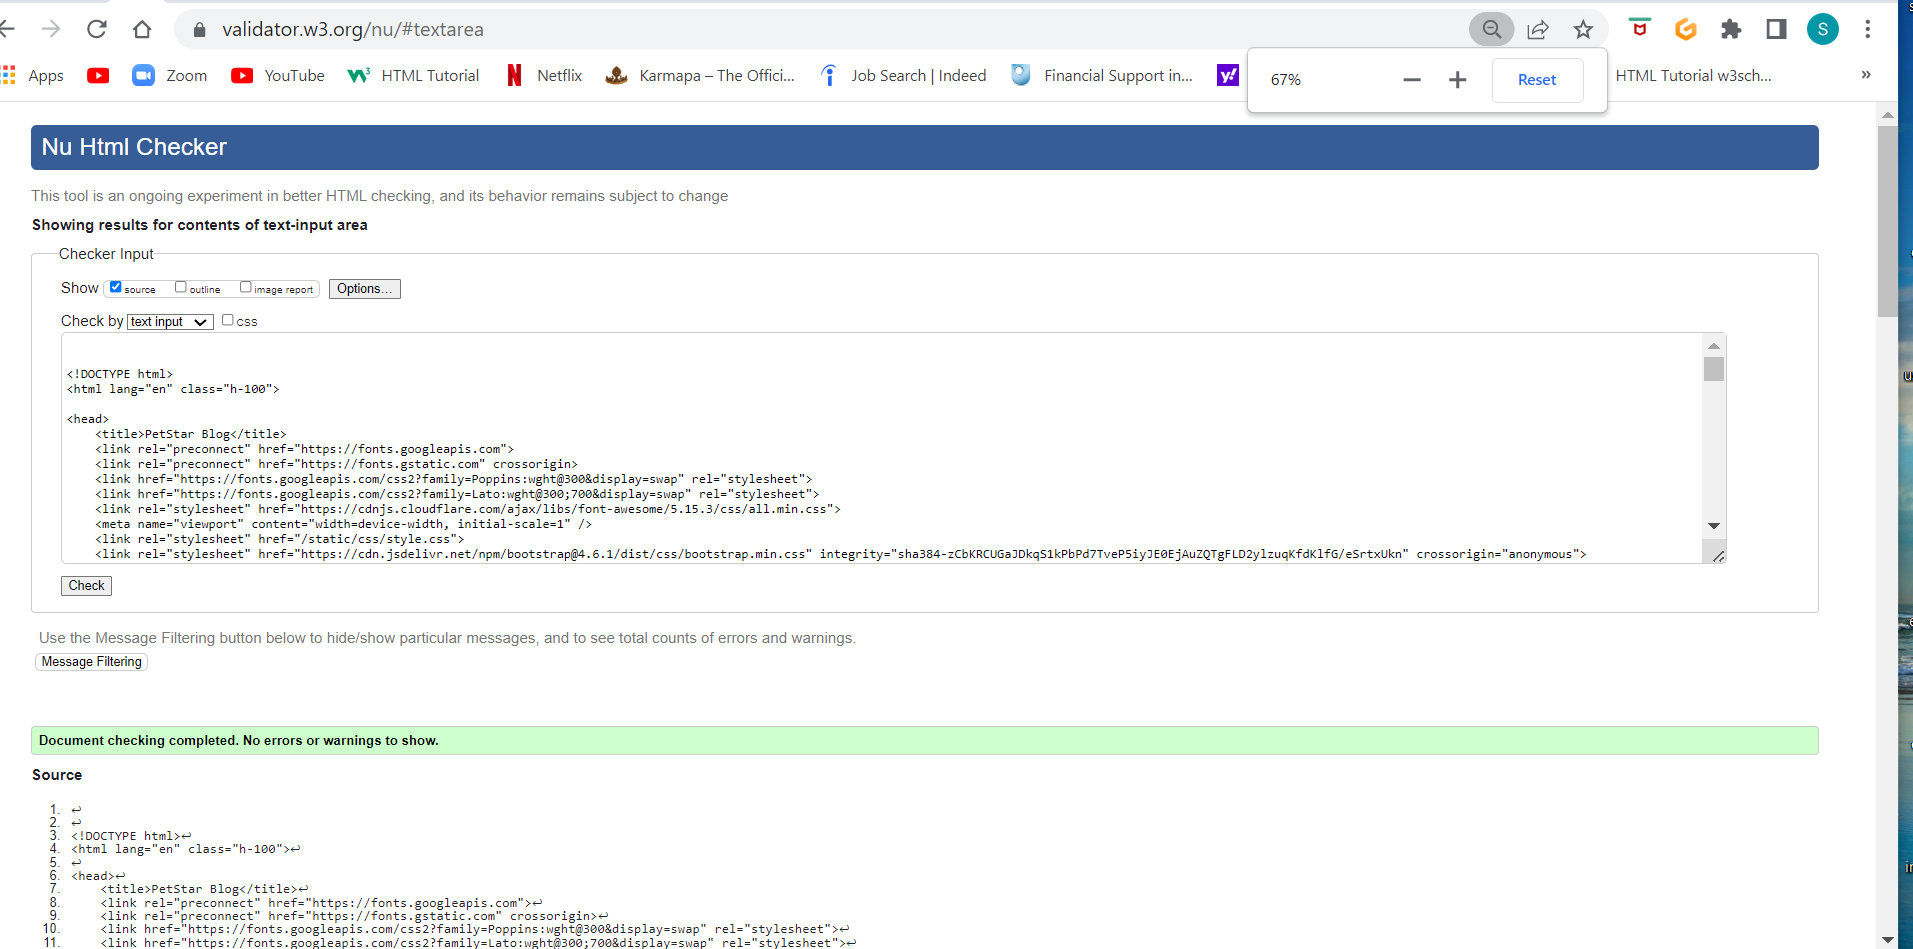 validator.w3.org/nu/#textarea
S
Apps Zoom YouTube HTML Tutorial Netflix Karmapa – The Offici... Job Search | Indeed Financial Support in... y! HTML Tutorial w3sch... »
67% Reset
Nu Html Checker
This tool is an ongoing experiment in better HTML checking, and its behavior remains subject to change
Showing results for contents of text-input area
Checker Input
Show source outline image report Options...
Check by text input css
<!DOCTYPE html>
<html lang="en" class="h-100">
<head>
<title>PetStar Blog</title>
<link rel="preconnect" href="https://fonts.googleapis.com">
<link rel="preconnect" href="https://fonts.gstatic.com" crossorigin>
<link href="https://fonts.googleapis.com/css2?family=Poppins:wght@300&display=swap" rel="stylesheet">
<link href="https://fonts.googleapis.com/css2?family=Lato:wght@300;700&display=swap" rel="stylesheet">
<link rel="stylesheet" href="https://cdnjs.cloudflare.com/ajax/libs/font-awesome/5.15.3/css/all.min.css">
<meta name="viewport" content="width=device-width, initial-scale=1" />
<link rel="stylesheet" href="/static/css/style.css">
<link rel="stylesheet" href="https://cdn.jsdelivr.net/npm/bootstrap@4.6.1/dist/css/bootstrap.min.css" integrity="sha384-zCbKRCUGaJDkqS1kPbPd7TveP5iyJE0EjAuZQTgFLD2ylzuqKfdKlfG/eSrtxUkn" crossorigin="anonymous">
Check
Use the Message Filtering button below to hide/show particular messages, and to see total counts of errors and warnings.
Message Filtering
Document checking completed. No errors or warnings to show.
Source
1. ↩
2. ↩
3. <!DOCTYPE html>↩
4. <html lang="en" class="h-100">↩
5. ↩
6. <head>↩
7. <title>PetStar Blog</title>↩
8. <link rel="preconnect" href="https://fonts.googleapis.com">↩
9. <link rel="preconnect" href="https://fonts.gstatic.com" crossorigin>↩
10. <link href="https://fonts.googleapis.com/css2?family=Poppins:wght@300&display=swap" rel="stylesheet">↩
11. <link href="https://fonts.googleapis.com/css2?family=Lato:wght@300;700&display=swap" rel="stylesheet">↩